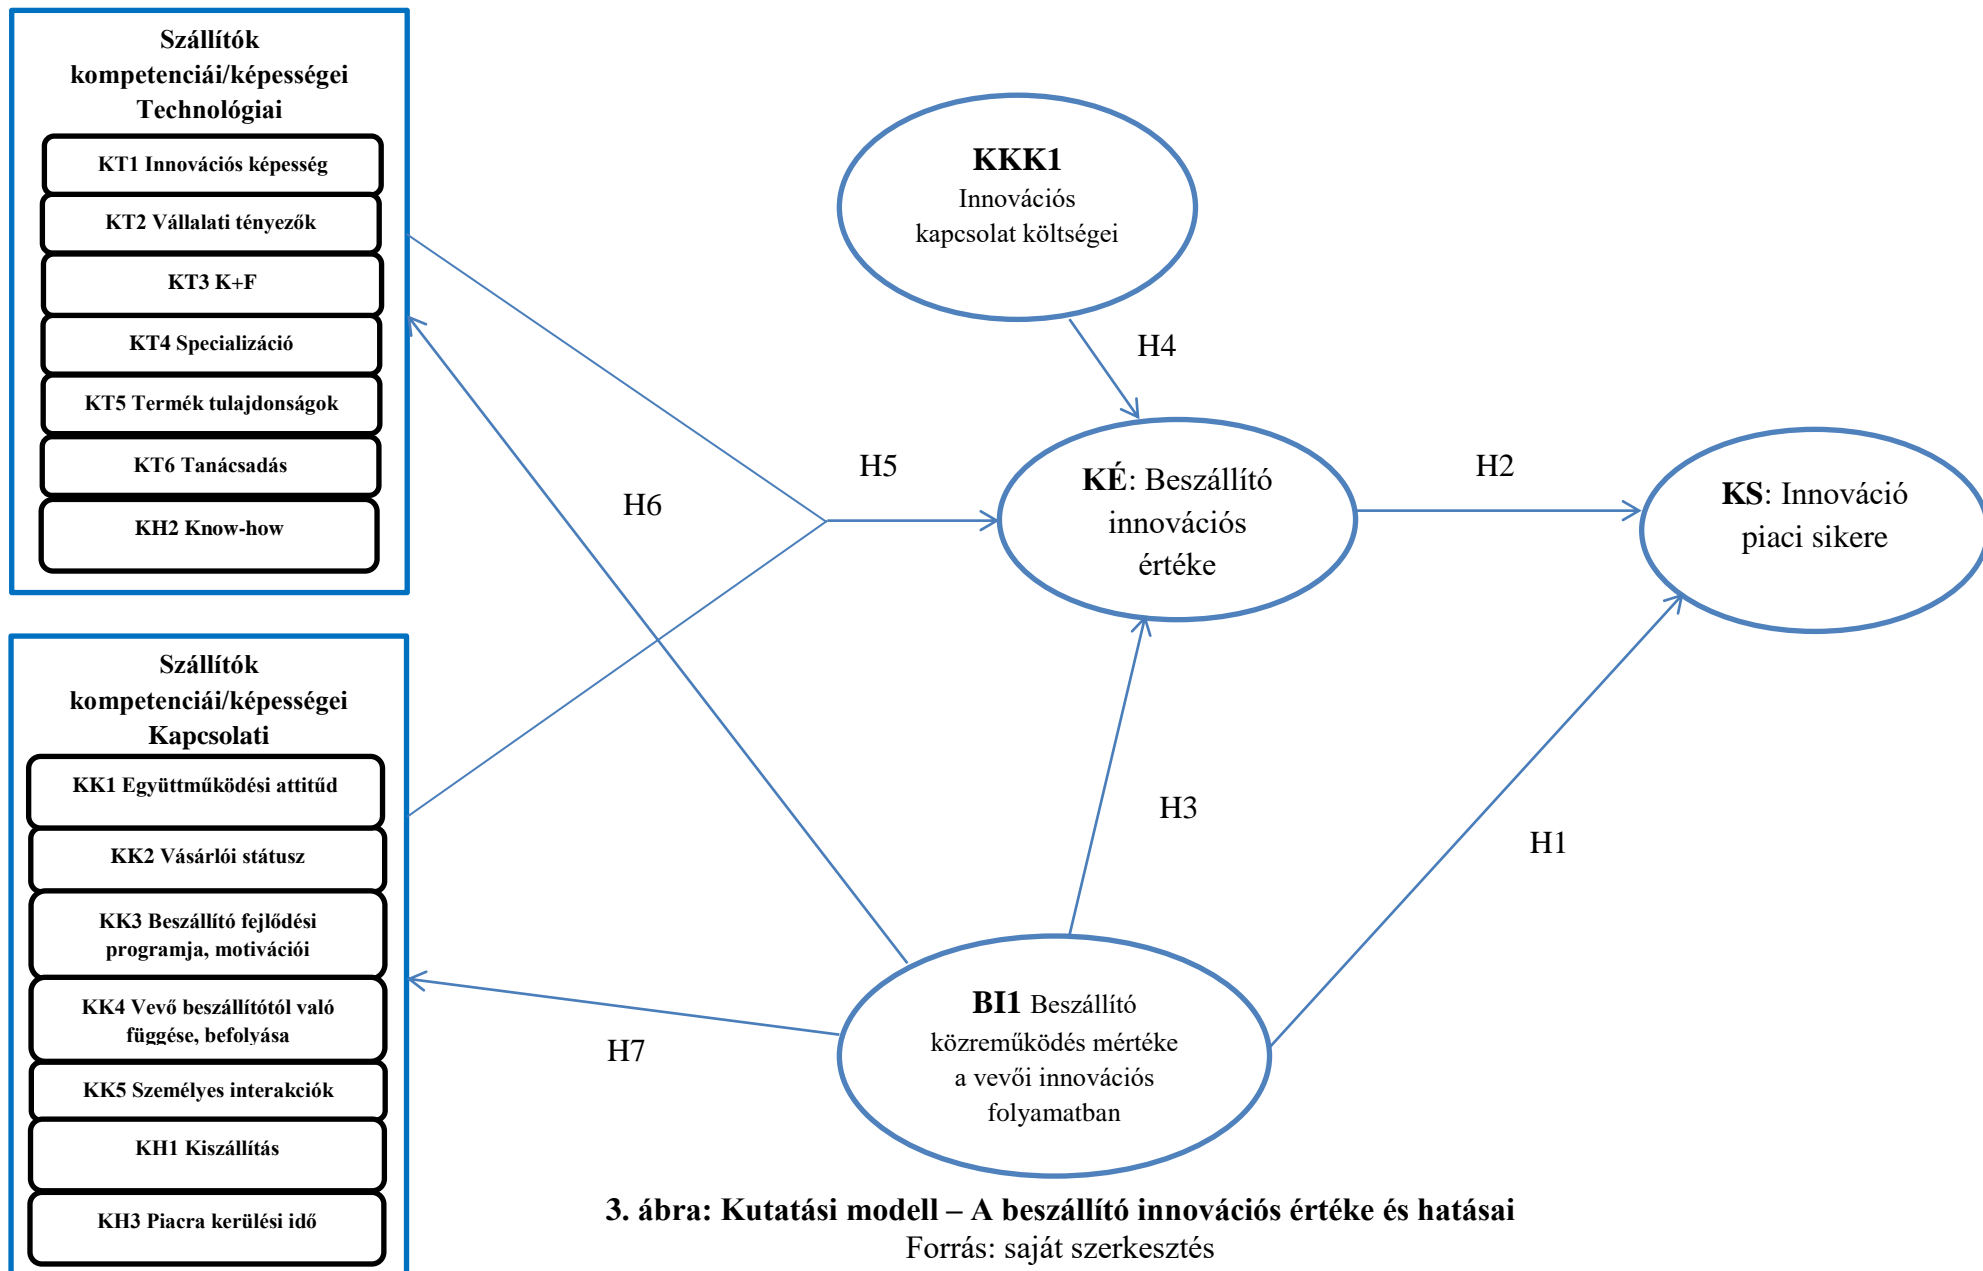 Szállítók
kompetenciái/képességei
Technológiai
KT1 Innovációs képesség
KT2 Vállalati tényezők
KT3 K+F
KT4 Specializáció
KT5 Termék tulajdonságok
KT6 Tanácsadás
KH2 Know-how
Szállítók
kompetenciái/képességei
Kapcsolati
KK1 Együttműködési attitűd
KK2 Vásárlói státusz
KK3 Beszállító fejlődési
programja, motivációi
KK4 Vevő beszállítótól való
függése, befolyása
KK5 Személyes interakciók
KH1 Kiszállítás
KH3 Piacra kerülési idő
KKK1
Innovációs
kapcsolat költségei
H4
H5
H6
KÉ: Beszállító
innovációs
értéke
H2
KS: Innováció
piaci sikere
H3
H1
H7
BI1 Beszállító
közreműködés mértéke
a vevői innovációs
folyamatban
3. ábra: Kutatási modell – A beszállító innovációs értéke és hatásai
Forrás: saját szerkesztés